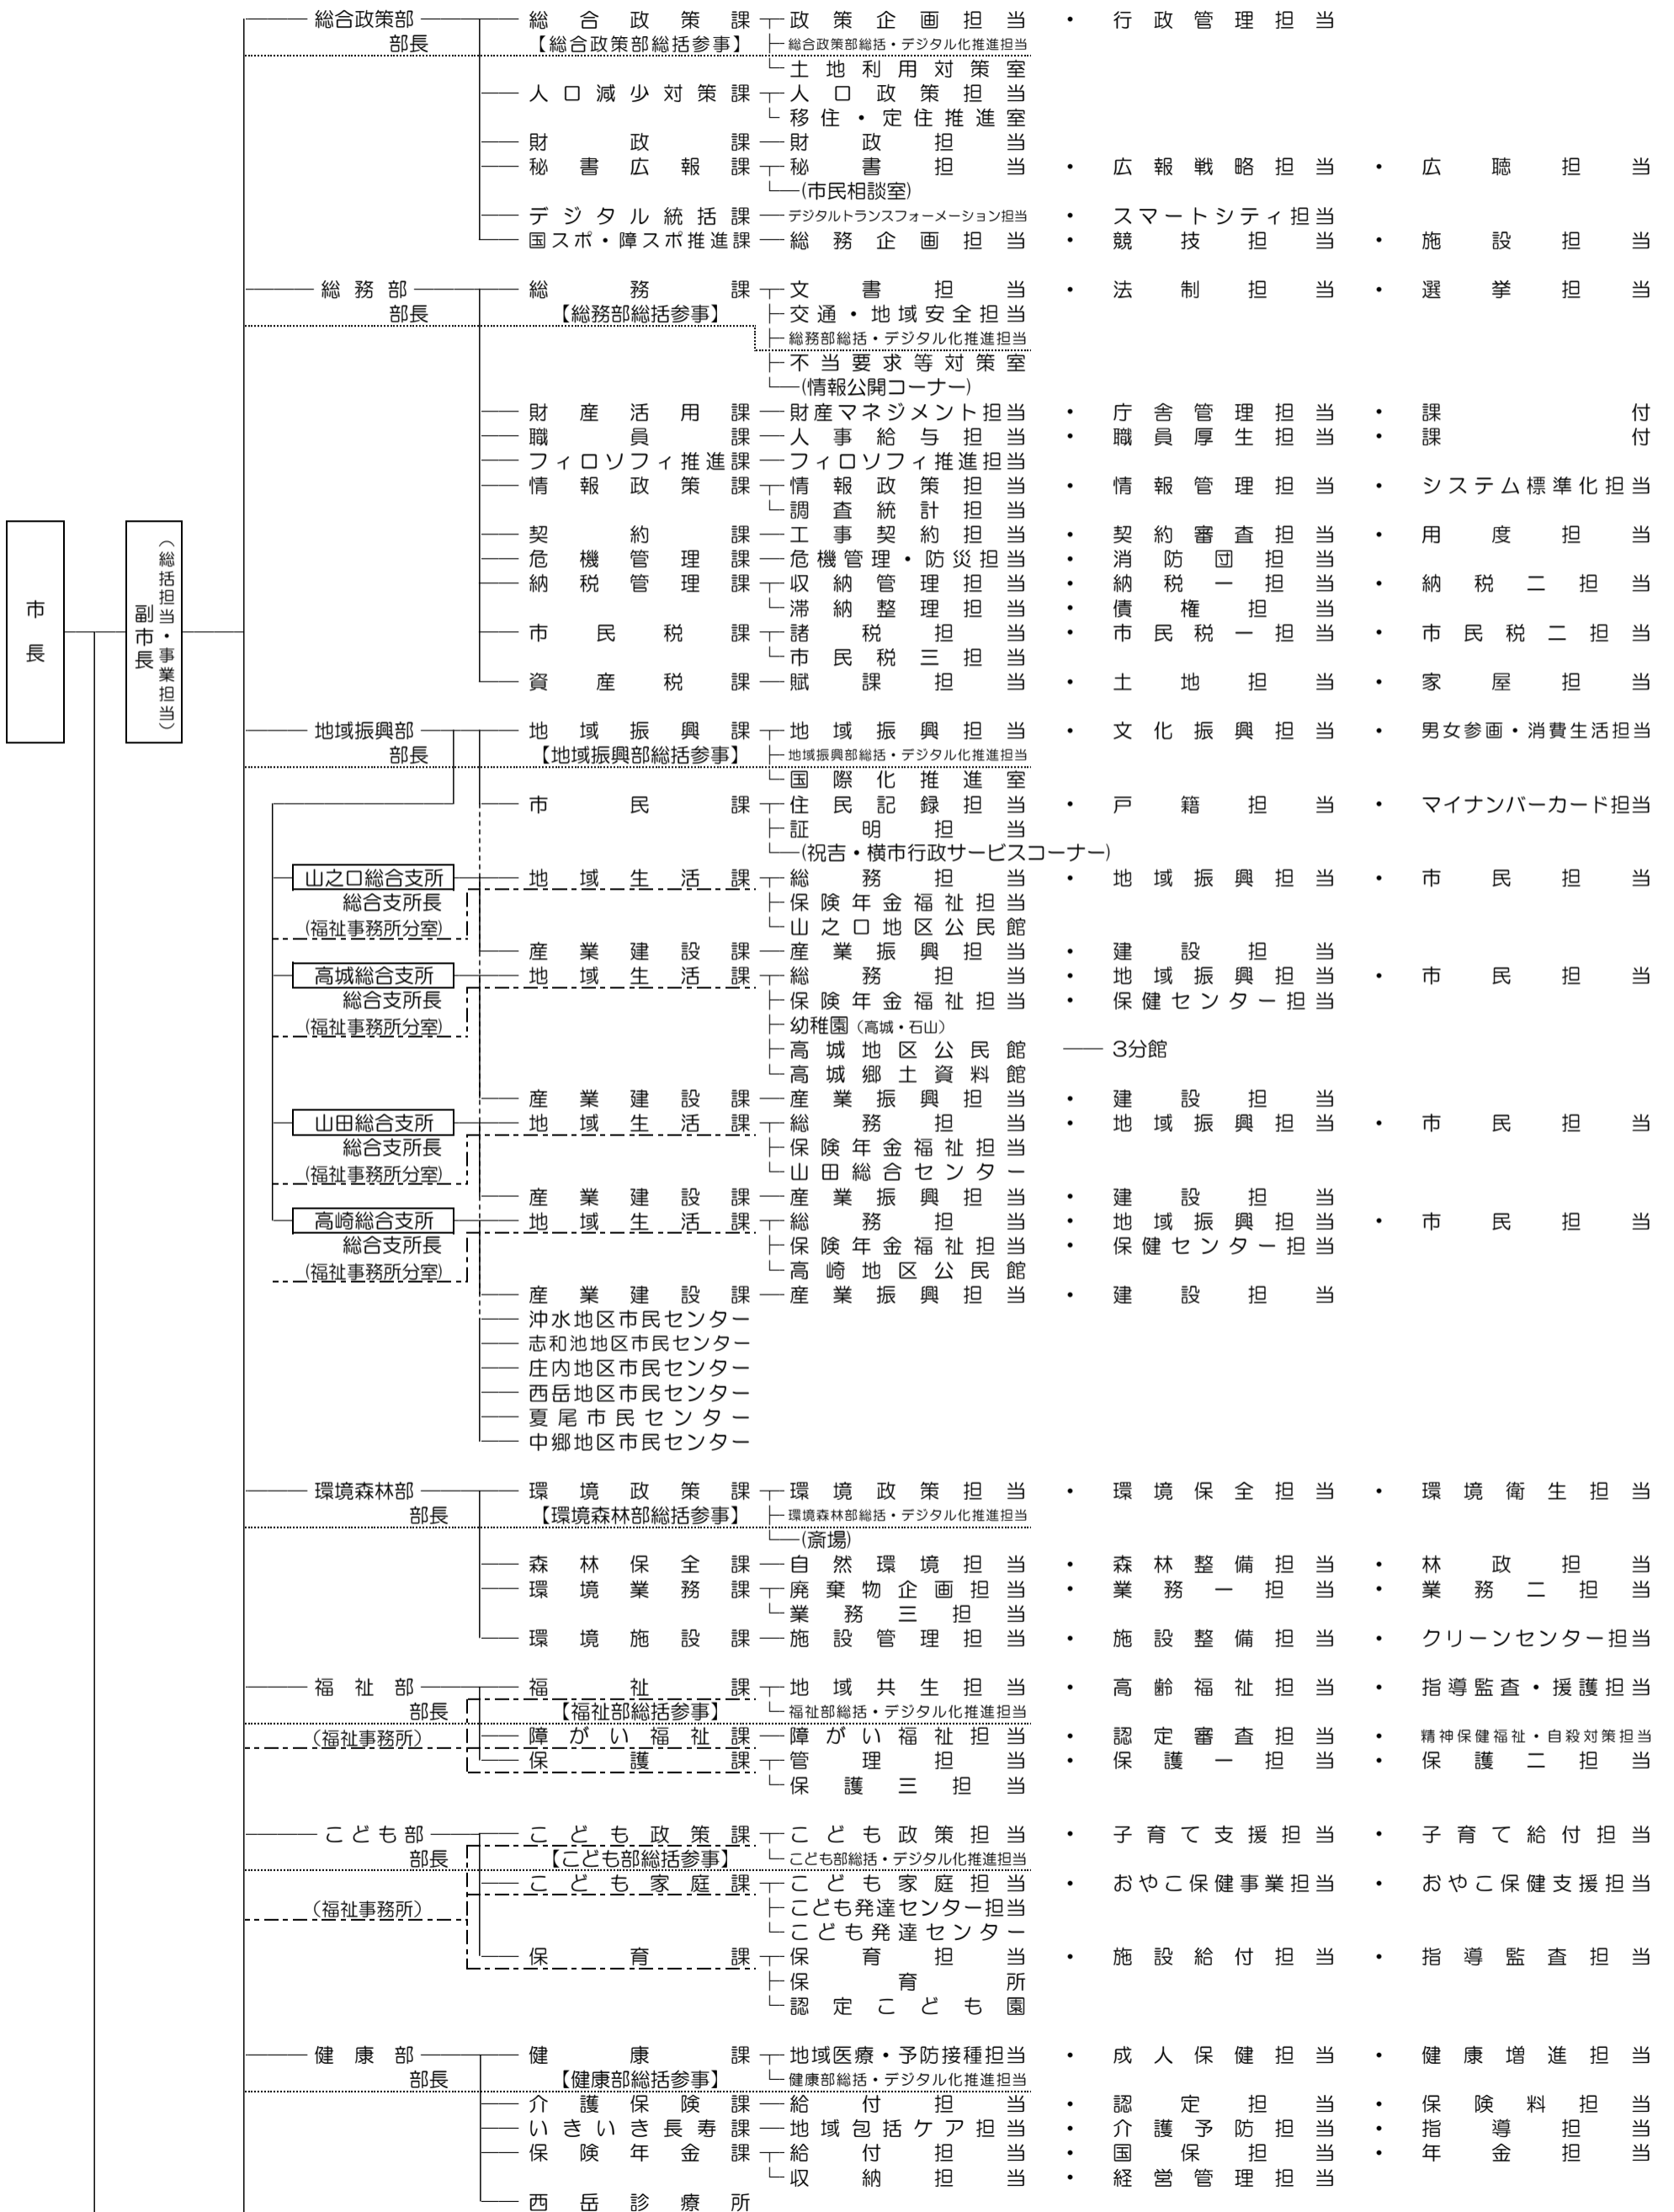 総合政策部 総合政策課 政策企画担当 ・ 行政管理担当
部長 【総合政策部総括参事】 総合政策部総括・デジタル化推進担当
土地利用対策室
人口減少対策課 人口政策担当
移住・定住推進室
財政課 財政担当
秘書広報課 秘書担当 ・ 広報戦略担当 ・ 広聴担当
(市民相談室)
デジタル統括課 デジタルトランスフォーメーション担当 ・ スマートシティ担当
国スポ・障スポ推進課 総務企画担当 ・ 競技担当 ・ 施設担当
総務部 総務課 文書担当 ・ 法制担当 ・ 選挙担当
部長 【総務部総括参事】 交通・地域安全担当
総務部総括・デジタル化推進担当
不当要求等対策室
(情報公開コーナー)
財産活用課 財産マネジメント担当 ・ 庁舎管理担当 ・ 課付
職員課 人事給与担当 ・ 職員厚生担当 ・ 課付
フィロソフィ推進課 フィロソフィ推進担当
情報政策課 情報政策担当 ・ 情報管理担当 ・ システム標準化担当
調査統計担当
契約課 工事契約担当 ・ 契約審査担当 ・ 用度担当
危機管理課 危機管理・防災担当 ・ 消防団担当
納税管理課 収納管理担当 ・ 納税一担当 ・ 納税二担当
滞納整理担当 ・ 債権担当
市長
副市長
（総括担当・事業担当）
市民税課 諸税担当 ・ 市民税一担当 ・ 市民税二担当
市民税三担当
資産税課 賦課担当 ・ 土地担当 ・ 家屋担当
地域振興部 地域振興課 地域振興担当 ・ 文化振興担当 ・ 男女参画・消費生活担当
部長 【地域振興部総括参事】 地域振興部総括・デジタル化推進担当
国際化推進室
市民課 住民記録担当 ・ 戸籍担当 ・ マイナンバーカード担当
証明担当
(祝吉・横市行政サービスコーナー)
山之口総合支所 地域生活課 総務担当 ・ 地域振興担当 ・ 市民担当
総合支所長 保険年金福祉担当
(福祉事務所分室) 山之口地区公民館
産業建設課 産業振興担当 ・ 建設担当
高城総合支所 地域生活課 総務担当 ・ 地域振興担当 ・ 市民担当
総合支所長 保険年金福祉担当 ・ 保健センター担当
(福祉事務所分室) 幼稚園（高城・石山）
高城地区公民館 3分館
高城郷土資料館
産業建設課 産業振興担当 ・ 建設担当
山田総合支所 地域生活課 総務担当 ・ 地域振興担当 ・ 市民担当
総合支所長 保険年金福祉担当
(福祉事務所分室) 山田総合センター
産業建設課 産業振興担当 ・ 建設担当
高崎総合支所 地域生活課 総務担当 ・ 地域振興担当 ・ 市民担当
総合支所長 保険年金福祉担当 ・ 保健センター担当
(福祉事務所分室) 高崎地区公民館
産業建設課 産業振興担当 ・ 建設担当
沖水地区市民センター
志和池地区市民センター
庄内地区市民センター
西岳地区市民センター
夏尾市民センター
中郷地区市民センター
環境森林部 環境政策課 環境政策担当 ・ 環境保全担当 ・ 環境衛生担当
部長 【環境森林部総括参事】 環境森林部総括・デジタル化推進担当
(斎場)
森林保全課 自然環境担当 ・ 森林整備担当 ・ 林政担当
環境業務課 廃棄物企画担当 ・ 業務一担当 ・ 業務二担当
業務三担当
環境施設課 施設管理担当 ・ 施設整備担当 ・ クリーンセンター担当
福祉部 福祉課 地域共生担当 ・ 高齢福祉担当 ・ 指導監査・援護担当
部長 【福祉部総括参事】 福祉部総括・デジタル化推進担当
（福祉事務所） 障がい福祉課 障がい福祉担当 ・ 認定審査担当 ・ 精神保健福祉・自殺対策担当
保護課 管理担当 ・ 保護一担当 ・ 保護二担当
保護三担当
こども部 こども政策課 こども政策担当 ・ 子育て支援担当 ・ 子育て給付担当
部長 【こども部総括参事】 こども部総括・デジタル化推進担当
こども家庭課 こども家庭担当 ・ おやこ保健事業担当 ・ おやこ保健支援担当
（福祉事務所） こども発達センター担当
こども発達センター
保育課 保育担当 ・ 施設給付担当 ・ 指導監査担当
保育所
認定こども園
健康部 健康課 地域医療・予防接種担当 ・ 成人保健担当 ・ 健康増進担当
部長 【健康部総括参事】 健康部総括・デジタル化推進担当
介護保険課 給付担当 ・ 認定担当 ・ 保険料担当
いきいき長寿課 地域包括ケア担当 ・ 介護予防担当 ・ 指導担当
保険年金課 給付担当 ・ 国保担当 ・ 年金担当
収納担当 ・ 経営管理担当
西岳診療所